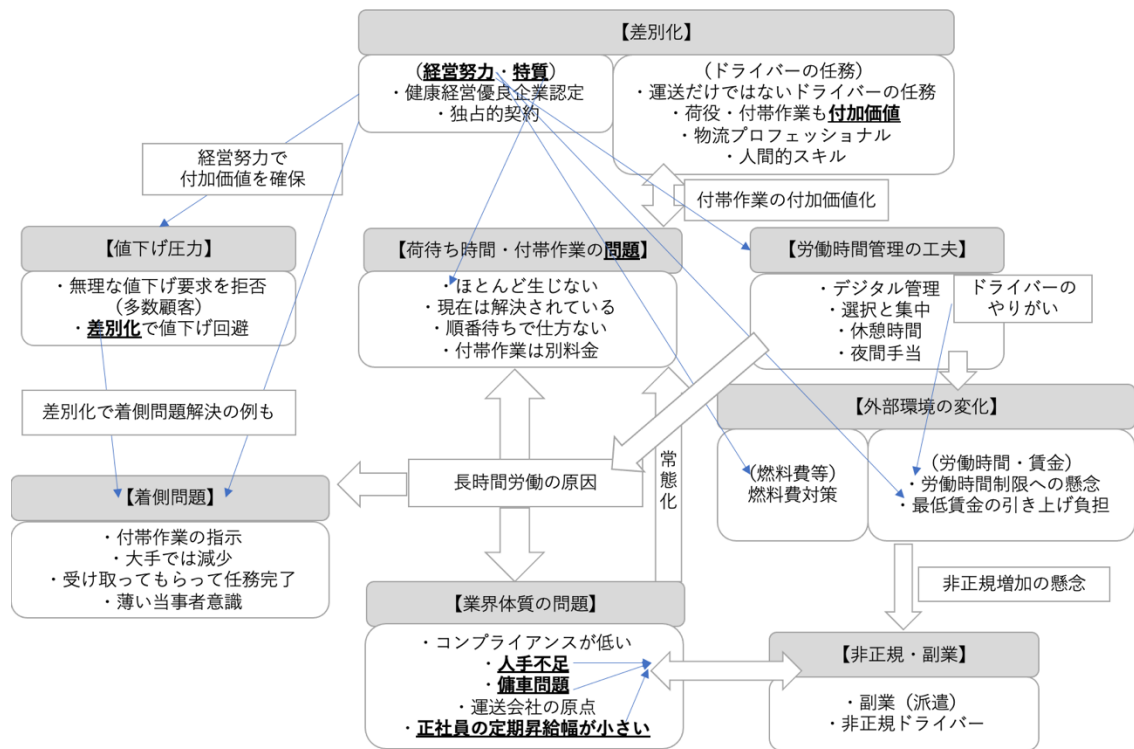 【差別化】
(経営努力・特質)
・健康経営優良企業認定
・独占的契約
(ドライバーの任務)
・運送だけではないドライバーの任務
・荷役・付帯作業も付加価値
・物流プロフェッショナル
・人間的スキル
経営努力で
付加価値を確保
付帯作業の付加価値化
【値下げ圧力】
・無理な値下げ要求を拒否
(多数顧客)
・差別化で値下げ回避
【荷待ち時間・付帯作業の問題】
・ほとんど生じない
・現在は解決されている
・順番待ちで仕方ない
・付帯作業は別料金
【労働時間管理の工夫】
・デジタル管理
・選択と集中
・休憩時間
・夜間手当
ドライバーの
やりがい
差別化で着側問題解決の例も
【外部環境の変化】
(燃料費等)
燃料費対策
(労働時間・賃金)
・労働時間制限への懸念
・最低賃金の引き上げ負担
長時間労働の原因
常態化
【着側問題】
・付帯作業の指示
・大手では減少
・受け取ってもらって任務完了
・薄い当事者意識
非正規増加の懸念
【業界体質の問題】
・コンプライアンスが低い
・人手不足
・傭車問題
・運送会社の原点
・正社員の定期昇給幅が小さい
【非正規・副業】
・副業（派遣）
・非正規ドライバー